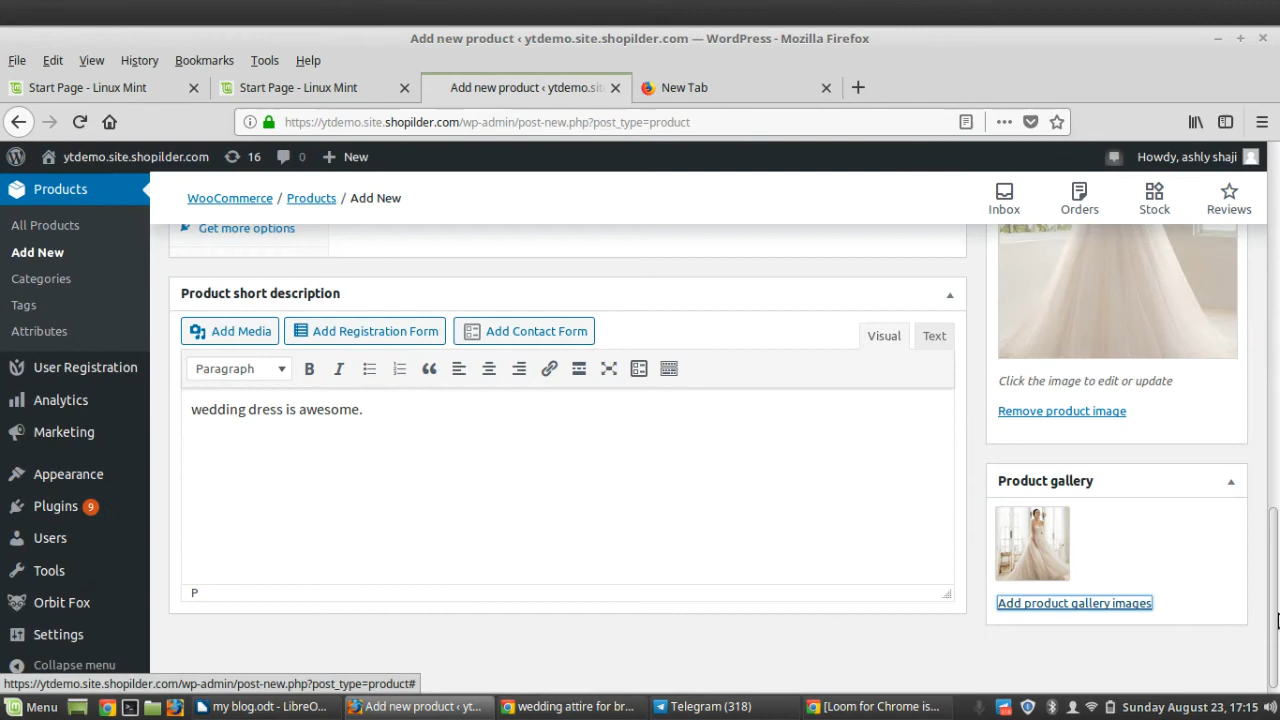 Add new product ‹ ytdemo.site.shopilder.com — WordPress - Mozilla Firefox
File Edit View History Bookmarks Tools Help
Start Page - Linux Mint
Start Page - Linux Mint
Add new product ‹ ytdemo.sit
New Tab
https://ytdemo.site.shopilder.com/wp-admin/post-new.php?post_type=product
ytdemo.site.shopilder.com 16 0 New Howdy, ashly shaji
Products
All Products
Add New
Categories
Tags
Attributes
User Registration
Analytics
Marketing
Appearance
Plugins 9
Users
Tools
Orbit Fox
Settings
Collapse menu
WooCommerce / Products / Add New
Inbox
Orders
Stock
Reviews
Get more options
Product short description
Add Media
Add Registration Form
Add Contact Form
Visual
Text
Paragraph
wedding dress is awesome.
P
Click the image to edit or update
Remove product image
Product gallery
Add product gallery images
https://ytdemo.site.shopilder.com/wp-admin/post-new.php?post_type=product#
Menu
my blog.odt - LibreO...
Add new product ‹ yt...
wedding attire for br...
Telegram (318)
[Loom for Chrome is...
Sunday August 23, 17:15